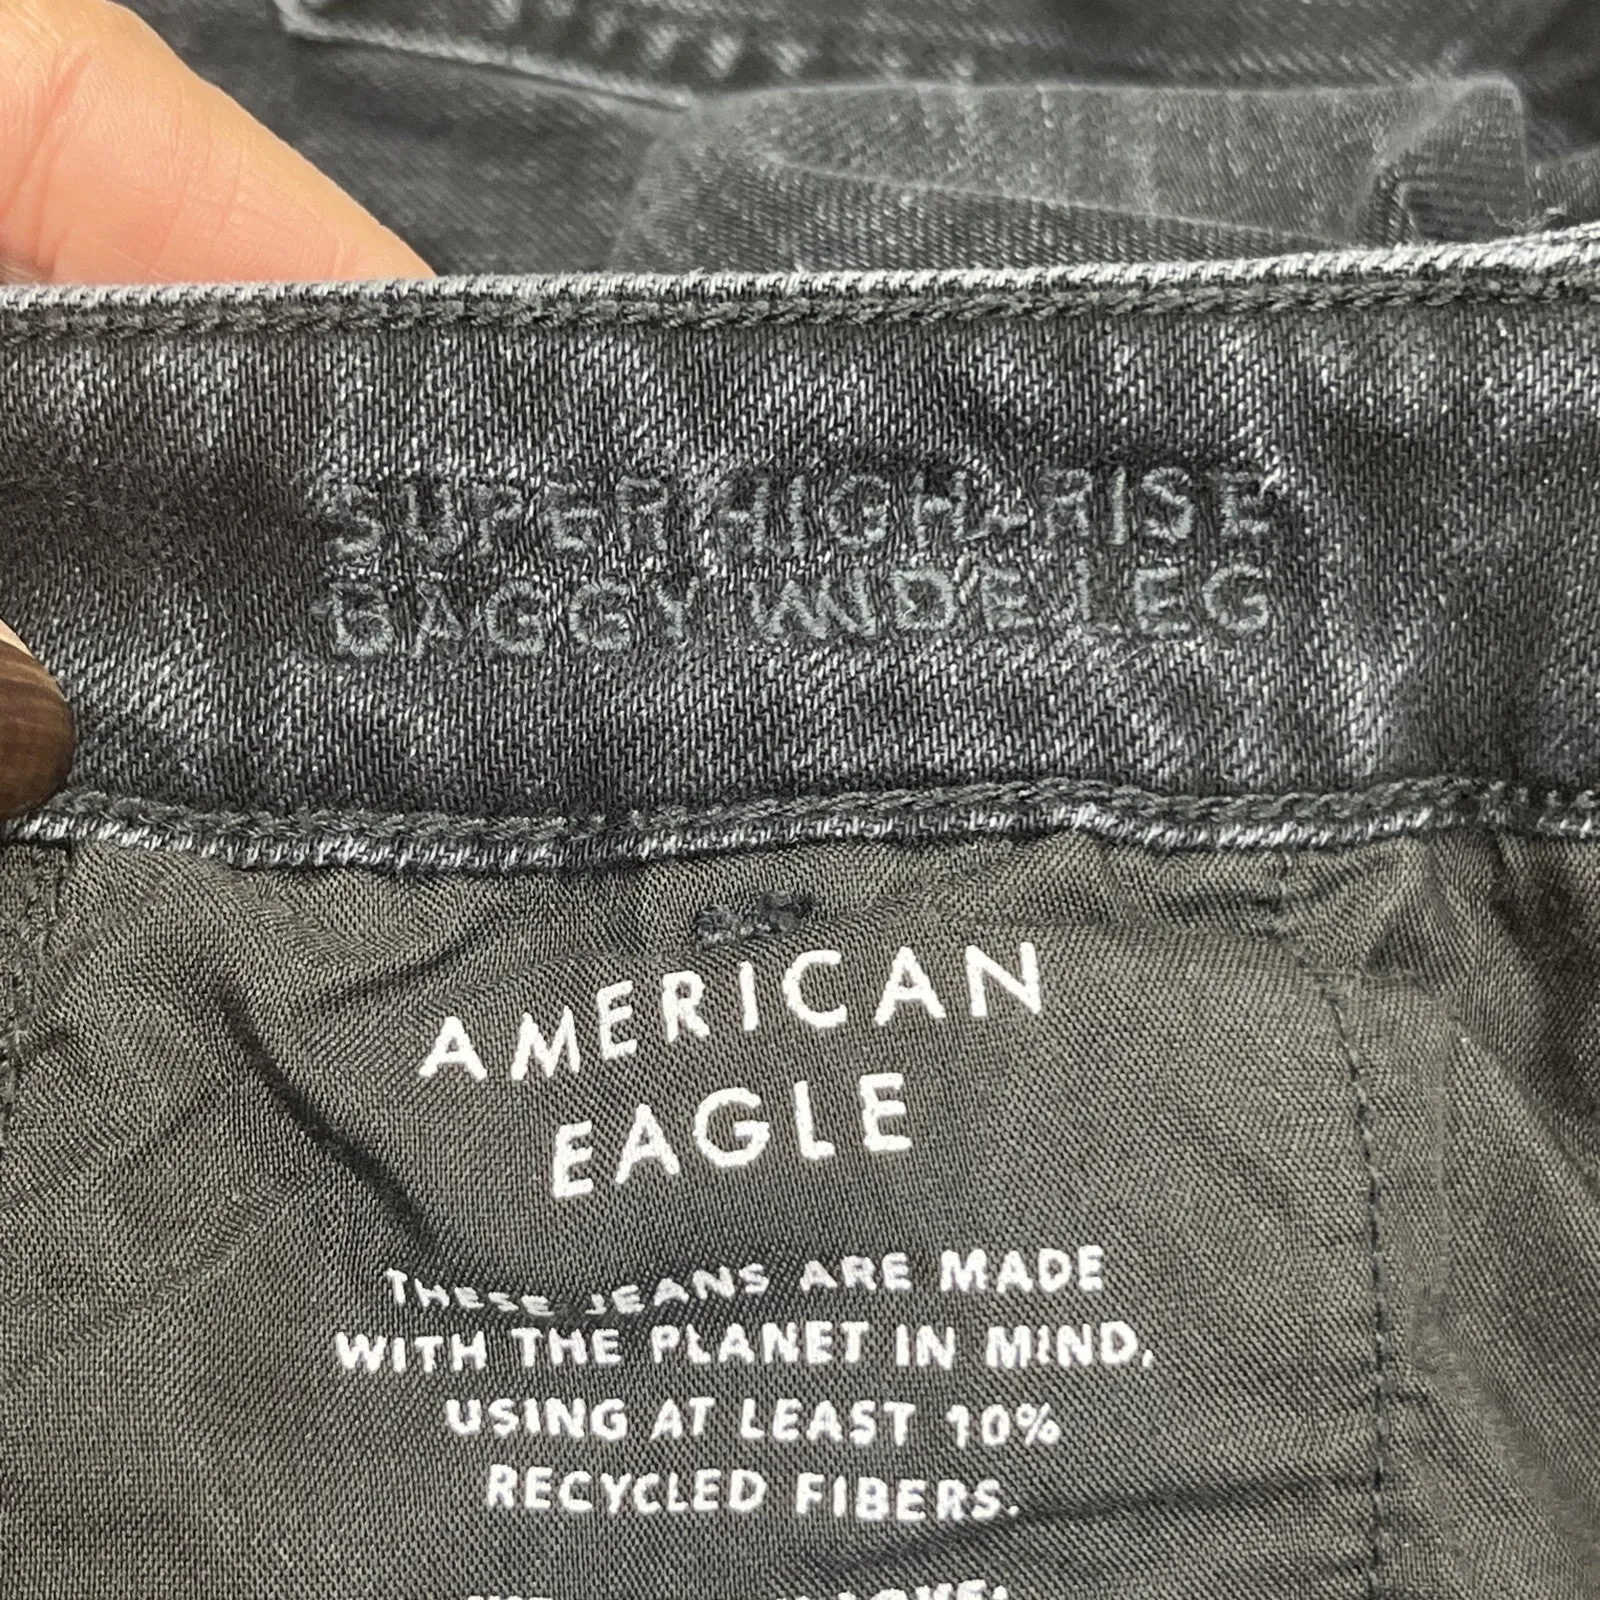 SUPER HIGH-RISE
BAGGY WIDE LEG
AMERICAN
EAGLE
THESE JEANS ARE MADE
WITH THE PLANET IN MIND,
USING AT LEAST 10%
RECYCLED FIBERS.